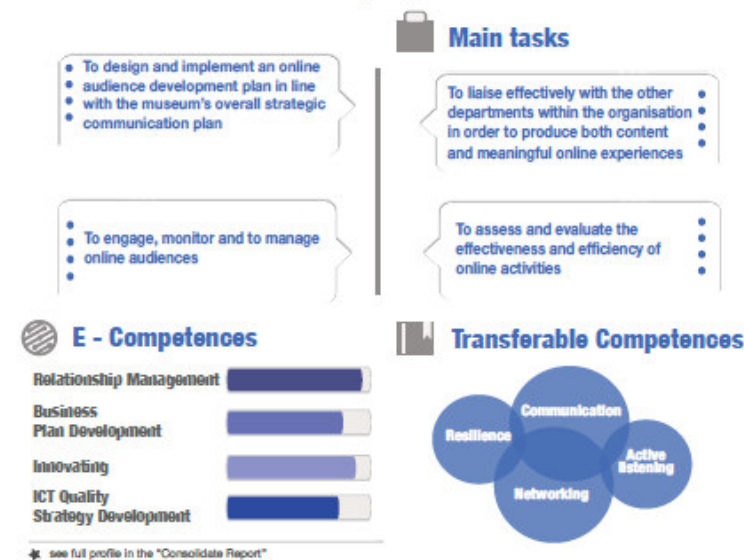 Main tasks
To design and implement an online
audience development plan in line
with the museum's overall strategic
communication plan
To liaise effectively with the other
departments within the organisation
in order to produce both content
and meaningful online experiences
To engage, monitor and to manage
online audiences
To assess and evaluate the
effectiveness and efficiency of
online activities
E - Competences
Relationship Management
Business
Plan Development
Innovating
ICT Quality
Strategy Development
see full profile in the "Consolidate Report"
Transferable Competences
Communication
Resilience
Active
listening
Networking